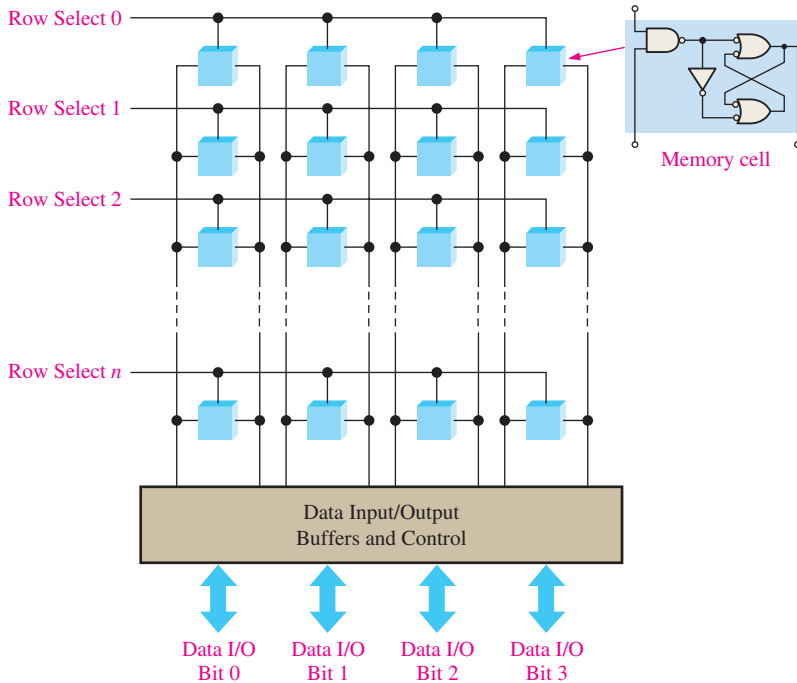 Row Select 0
Memory cell
Row Select 1
Row Select 2
Row Select n
Data Input/Output
Buffers and Control
Data I/O
Bit 0
Data I/O
Bit 1
Data I/O
Bit 2
Data I/O
Bit 3